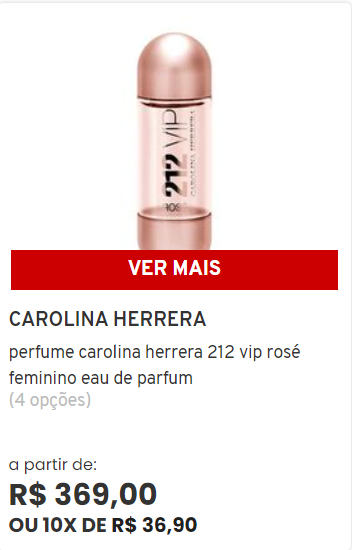 212 VIP
CAROLINA HERRERA
ROSÉ
VER MAIS
CAROLINA HERRERA
perfume carolina herrera 212 vip rosé
feminino eau de parfum
(4 opções)
a partir de:
R$ 369,00
OU 10X DE R$ 36,90